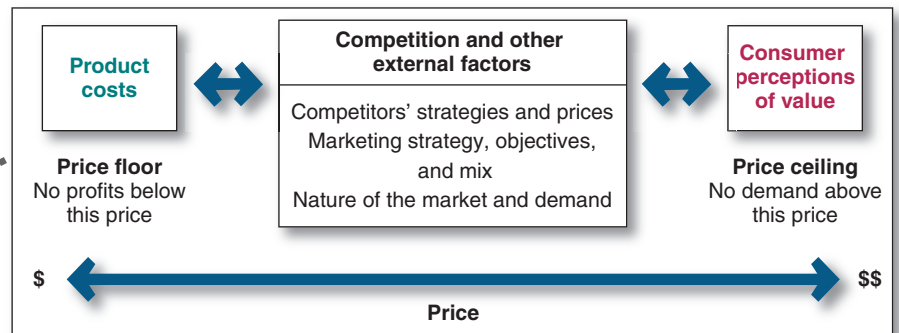 Product
costs
Price floor
No profits below
this price
Competition and other
external factors
Competitors’ strategies and prices
Marketing strategy, objectives,
and mix
Nature of the market and demand
Consumer
perceptions
of value
Price ceiling
No demand above
this price
$
$$
Price